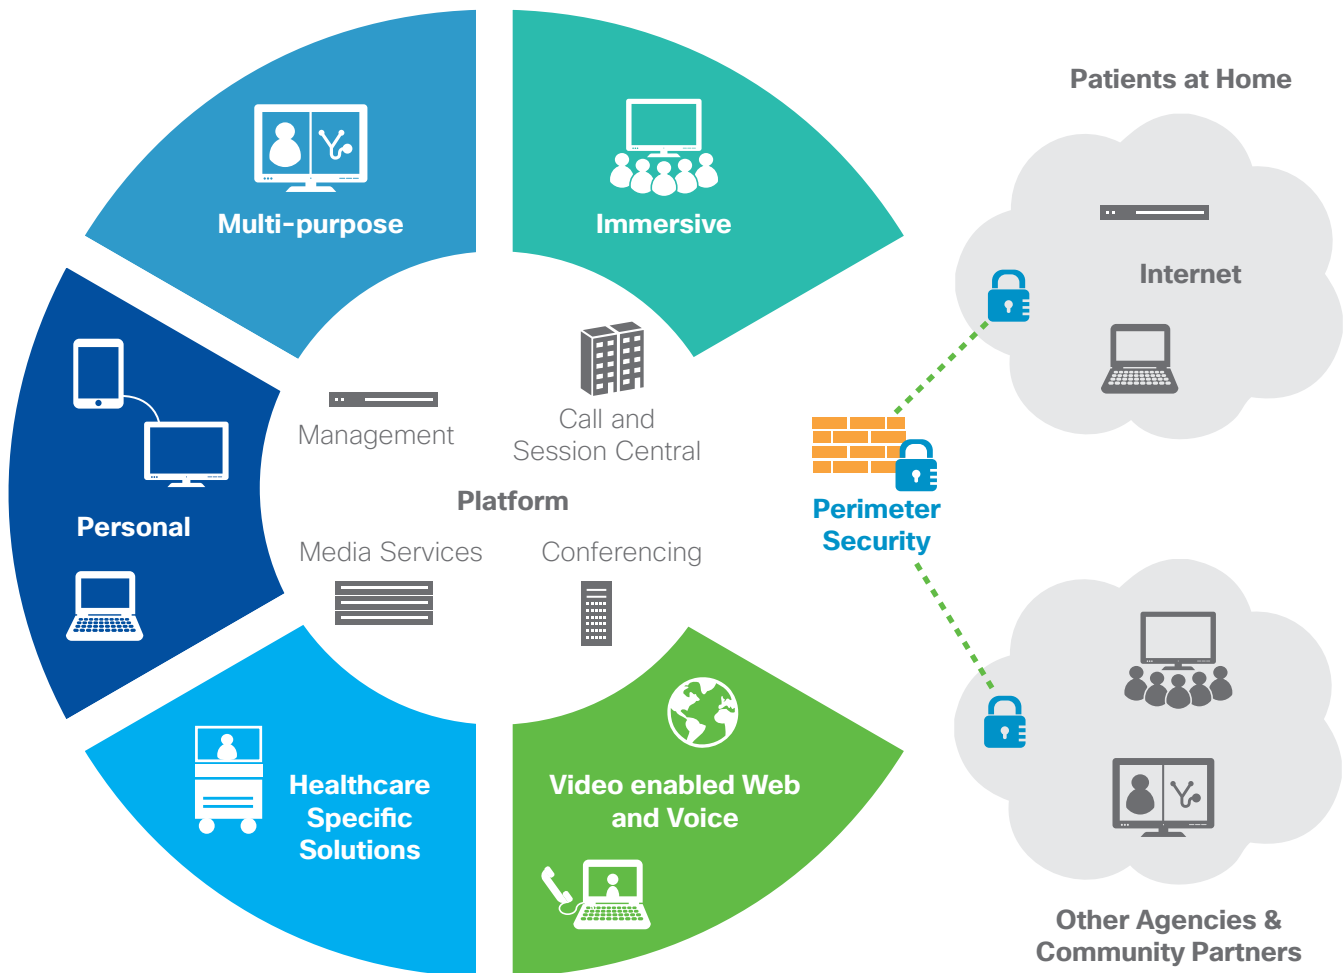 Patients at Home
Multi-purpose
Immersive
Internet
Management
Call and
Session Central
Platform
Personal
Perimeter
Security
Media Services
Conferencing
Healthcare
Specific
Solutions
Video enabled Web
and Voice
Other Agencies &
Community Partners